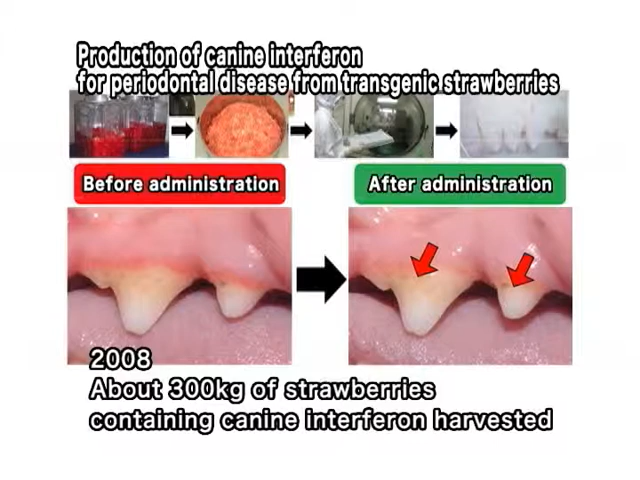 Production of canine interferon
for periodontal disease from transgenic strawberries
Before administration
After administration
2008
About 300kg of strawberries
containing canine interferon harvested